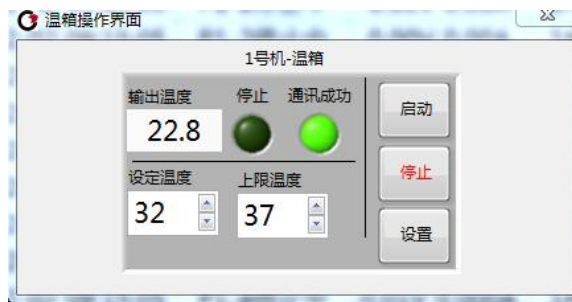 温箱操作界面
1号机-温箱
输出温度 停止 通讯成功
22.8
启动
设定温度 上限温度
停止
32 37
设置